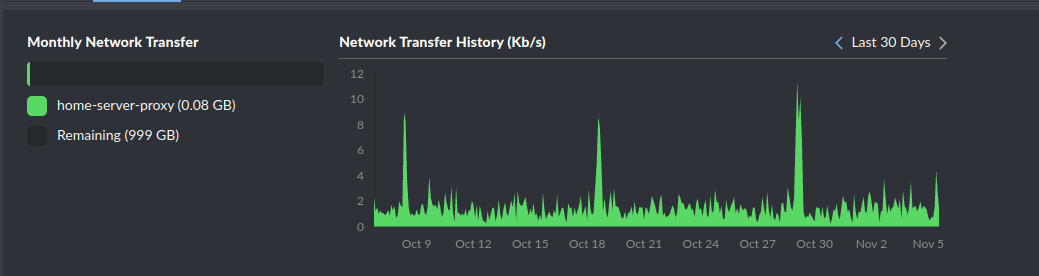 Monthly Network Transfer
home-server-proxy (0.08 GB)
Remaining (999 GB)
Network Transfer History (Kb/s)
Last 30 Days
12
10
8
6
4
2
0
Oct 9 Oct 12 Oct 15 Oct 18 Oct 21 Oct 24 Oct 27 Oct 30 Nov 2 Nov 5